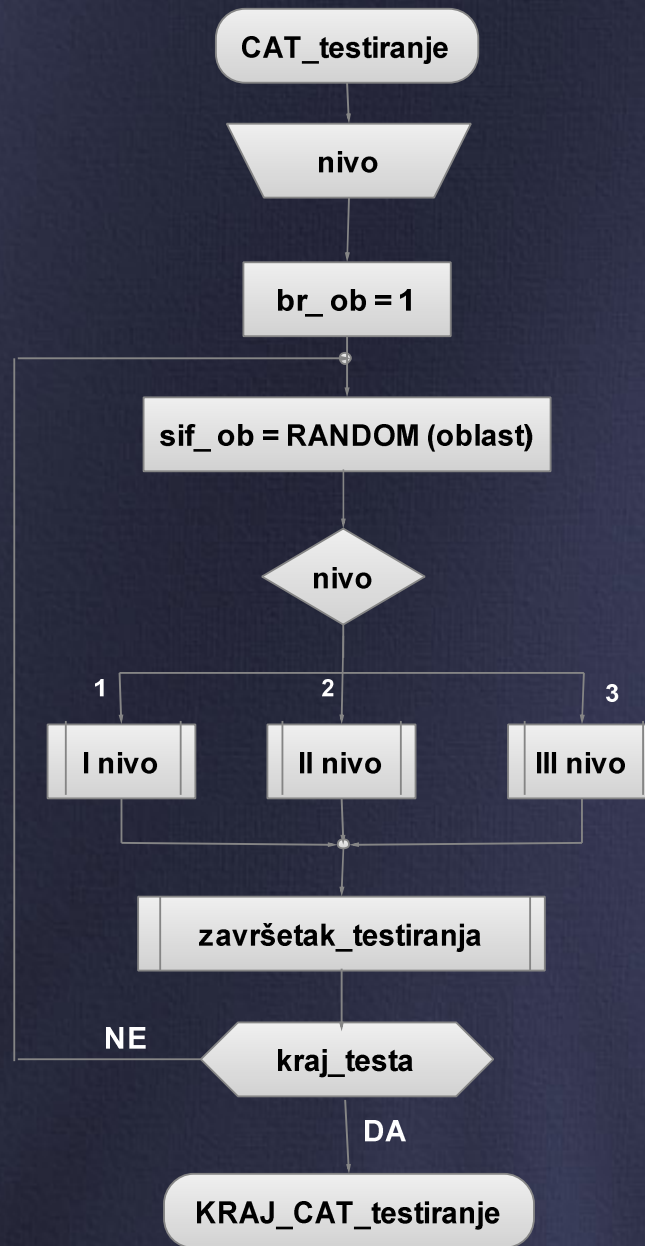 CAT_testiranje
nivo
br_ ob = 1
sif_ ob = RANDOM (oblast)
nivo
1
2
3
I nivo
II nivo
III nivo
završetak_testiranja
NE
kraj_testa
DA
KRAJ_CAT_testiranje